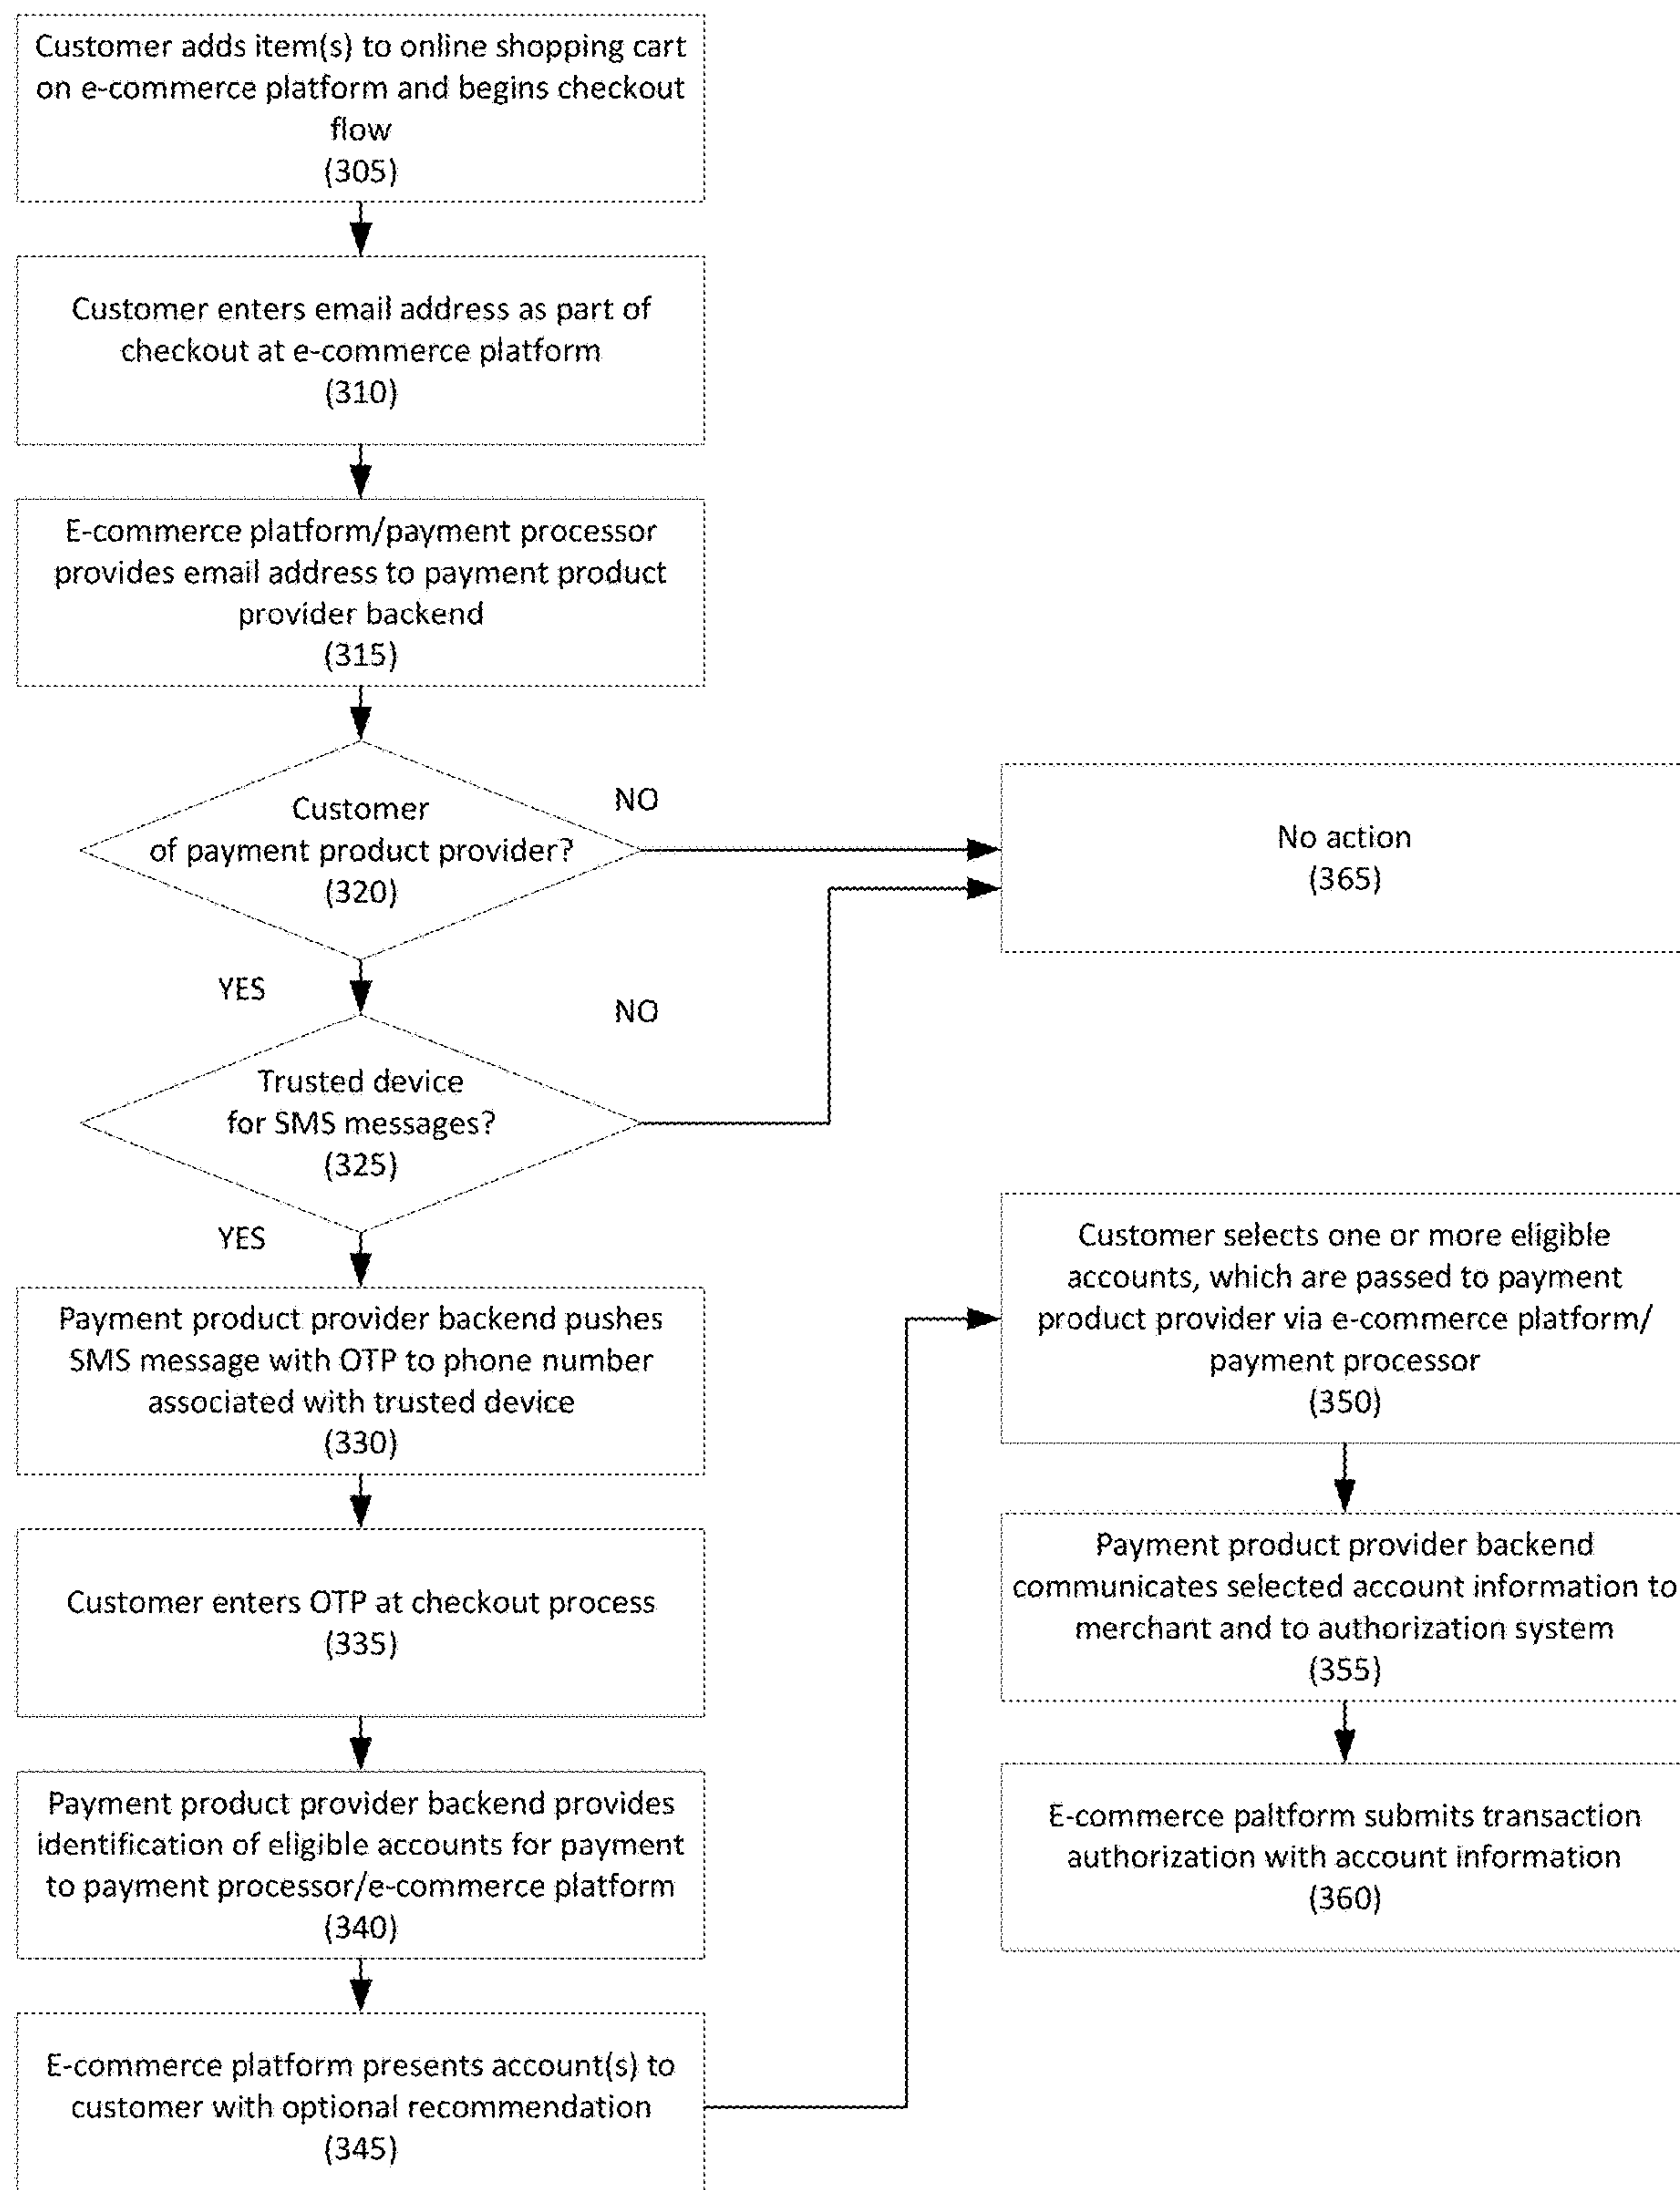 Customer adds item(s) to online shopping cart
on e-commerce platform and begins checkout
flow
(305)
Customer enters email address as part of
checkout at e-commerce platform
(310)
E-commerce platform/payment processor
provides email address to payment product
provider backend
(315)
Customer
of payment product provider?
(320)
NO
No action
(365)
YES
NO
Trusted device
for SMS messages?
(325)
YES
Payment product provider backend pushes
SMS message with OTP to phone number
associated with trusted device
(330)
Customer enters OTP at checkout process
(335)
Payment product provider backend provides
identification of eligible accounts for payment
to payment processor/e-commerce platform
(340)
E-commerce platform presents account(s) to
customer with optional recommendation
(345)
Customer selects one or more eligible
accounts, which are passed to payment
product provider via e-commerce platform/
payment processor
(350)
Payment product provider backend
communicates selected account information to
merchant and to authorization system
(355)
E-commerce paltform submits transaction
authorization with account information
(360)